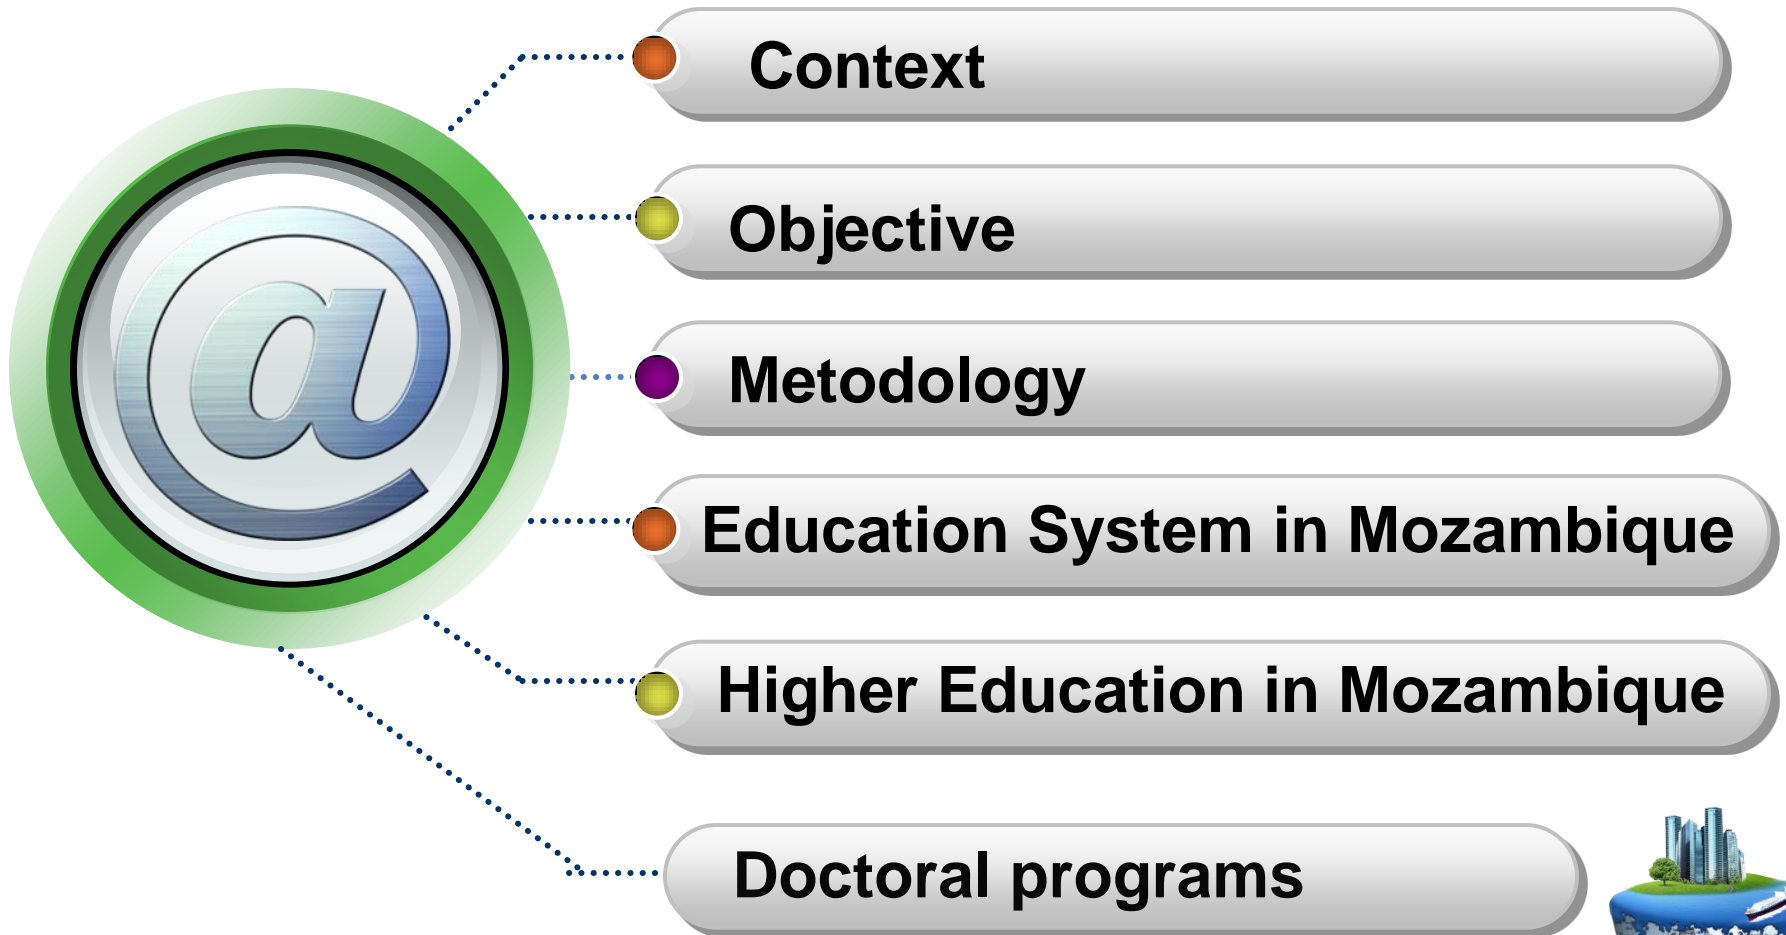 @
Context
Objective
Metodology
Education System in Mozambique
Higher Education in Mozambique
Doctoral programs